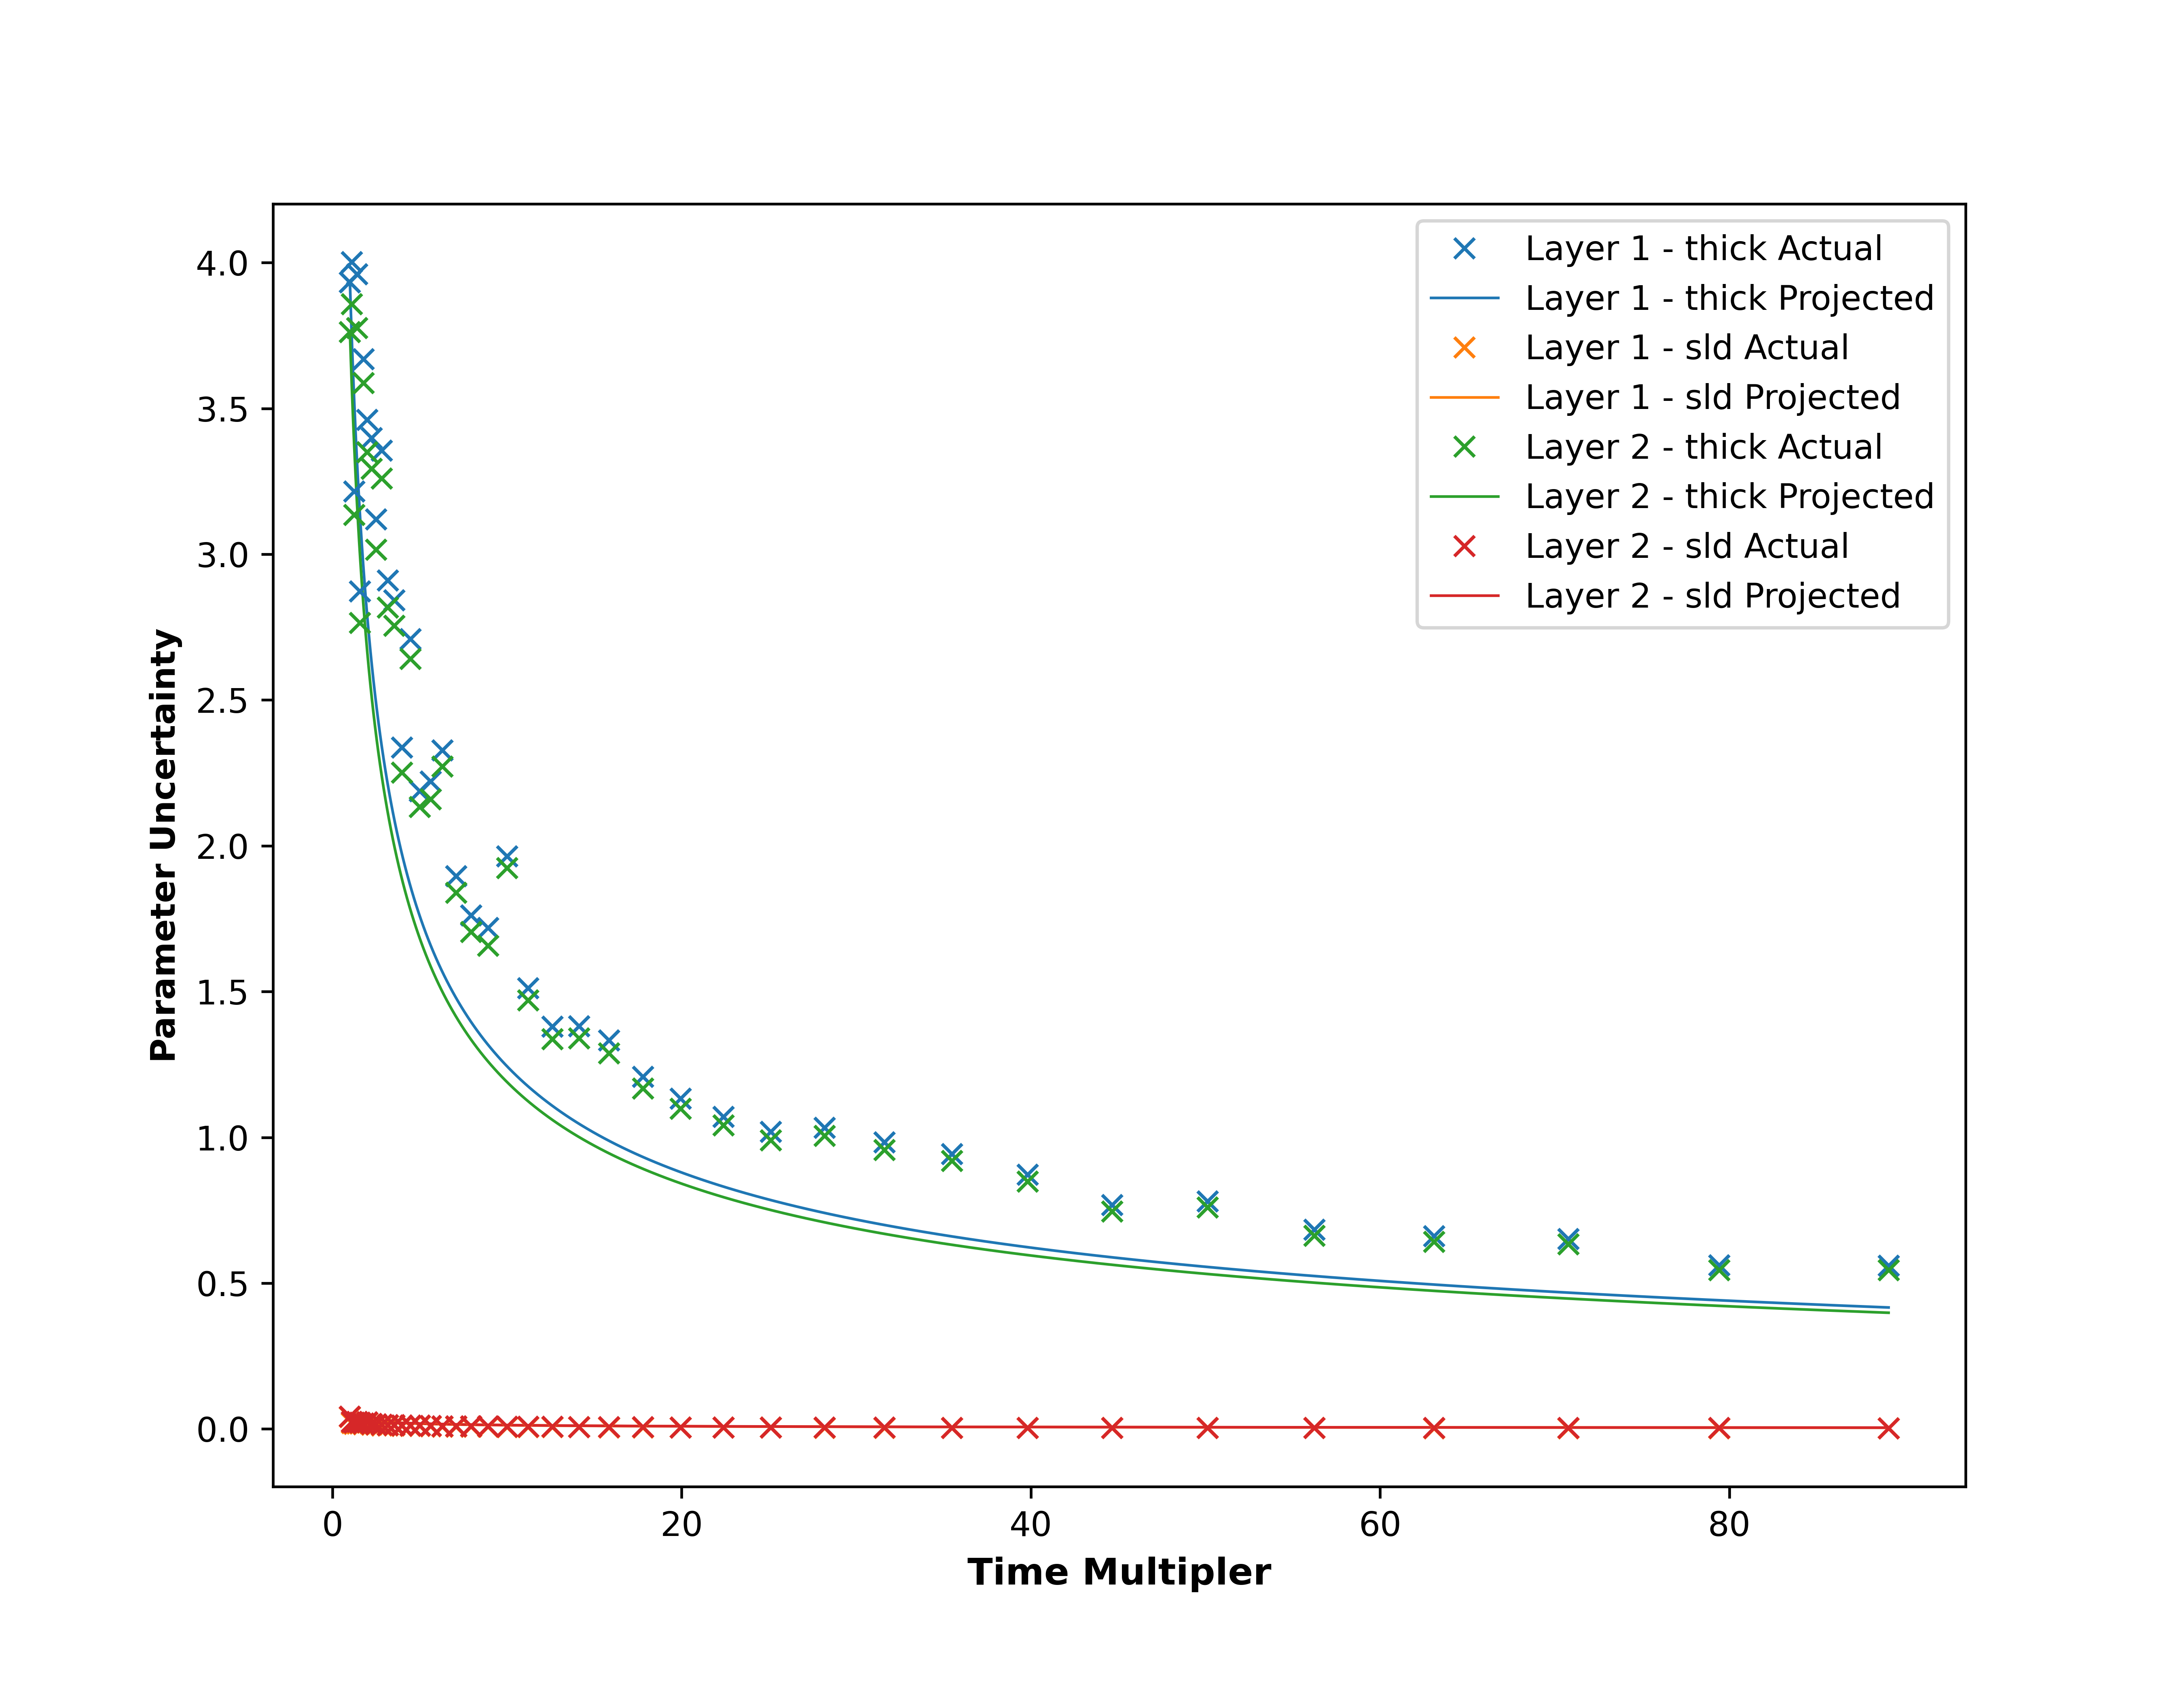 Layer 1 - thick Actual
Layer 1 - thick Projected
Layer 1 - sld Actual
Layer 1 - sld Projected
Layer 2 - thick Actual
Layer 2 - thick Projected
Layer 2 - sld Actual
Layer 2 - sld Projected
Parameter Uncertainty
4.0
3.5
3.0
2.5
2.0
1.5
1.0
0.5
0.0
0 20 40 60 80
Time Multipler